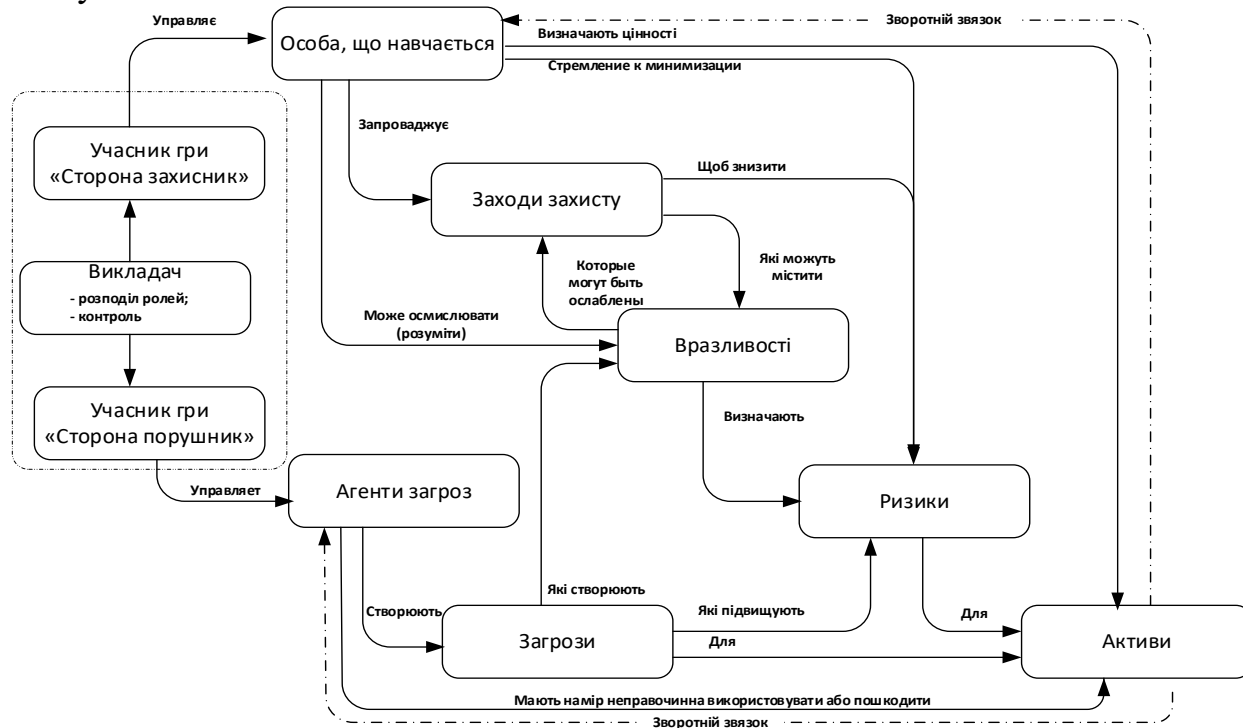 Управляє
Зворотній звязок
Особа, що навчається
Визначають цінності
Стремление к минимизации
Запроваджує
Учасник гри
«Сторона захисник»
Щоб знизити
Заходи захисту
Викладач
- розподіл ролей;
- контроль
Которые
могут быть
ослаблены
Які можуть
містити
Може осмислювати
(розуміти)
Вразливості
Учасник гри
«Сторона порушник»
Визначають
Управляет
Агенти загроз
Ризики
Які створюють
Створюють
Які підвищують
Для
Загрози
Для
Активи
Мають намір неправочинна використовувати або пошкодити
Зворотній звязок